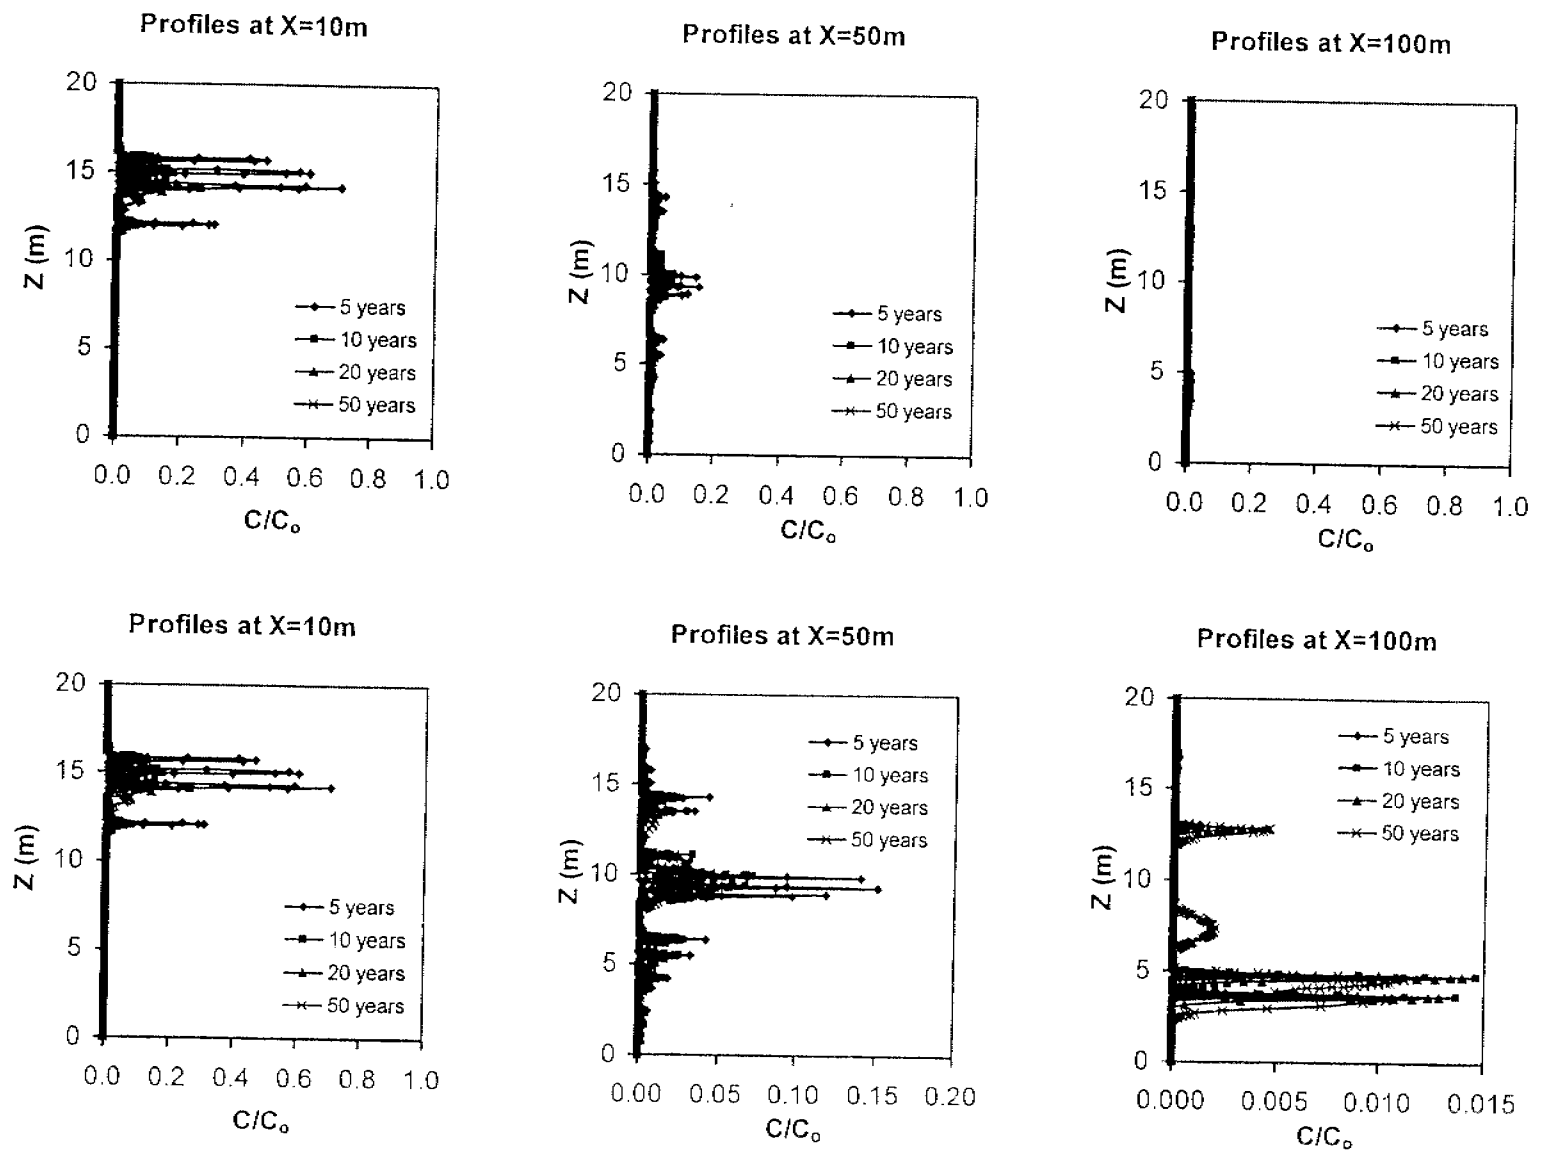 Profiles at X=10m
20
15
10
5
0
Z (m)
5 years
10 years
20 years
50 years
0.0 0.2 0.4 0.6 0.8 1.0
C/Co
Profiles at X=50m
20
15
10
5
0
Z (m)
5 years
10 years
20 years
50 years
0.0 0.2 0.4 0.6 0.8 1.0
C/Co
Profiles at X=100m
20
15
10
5
0
Z (m)
5 years
10 years
20 years
50 years
0.0 0.2 0.4 0.6 0.8 1.0
C/Co
Profiles at X=10m
20
15
10
5
0
Z (m)
5 years
10 years
20 years
50 years
0.0 0.2 0.4 0.6 0.8 1.0
C/Co
Profiles at X=50m
20
15
10
5
0
Z (m)
5 years
10 years
20 years
50 years
0.00 0.05 0.10 0.15 0.20
C/Co
Profiles at X=100m
20
15
10
5
0
Z (m)
5 years
10 years
20 years
50 years
0.000 0.005 0.010 0.015
C/Co